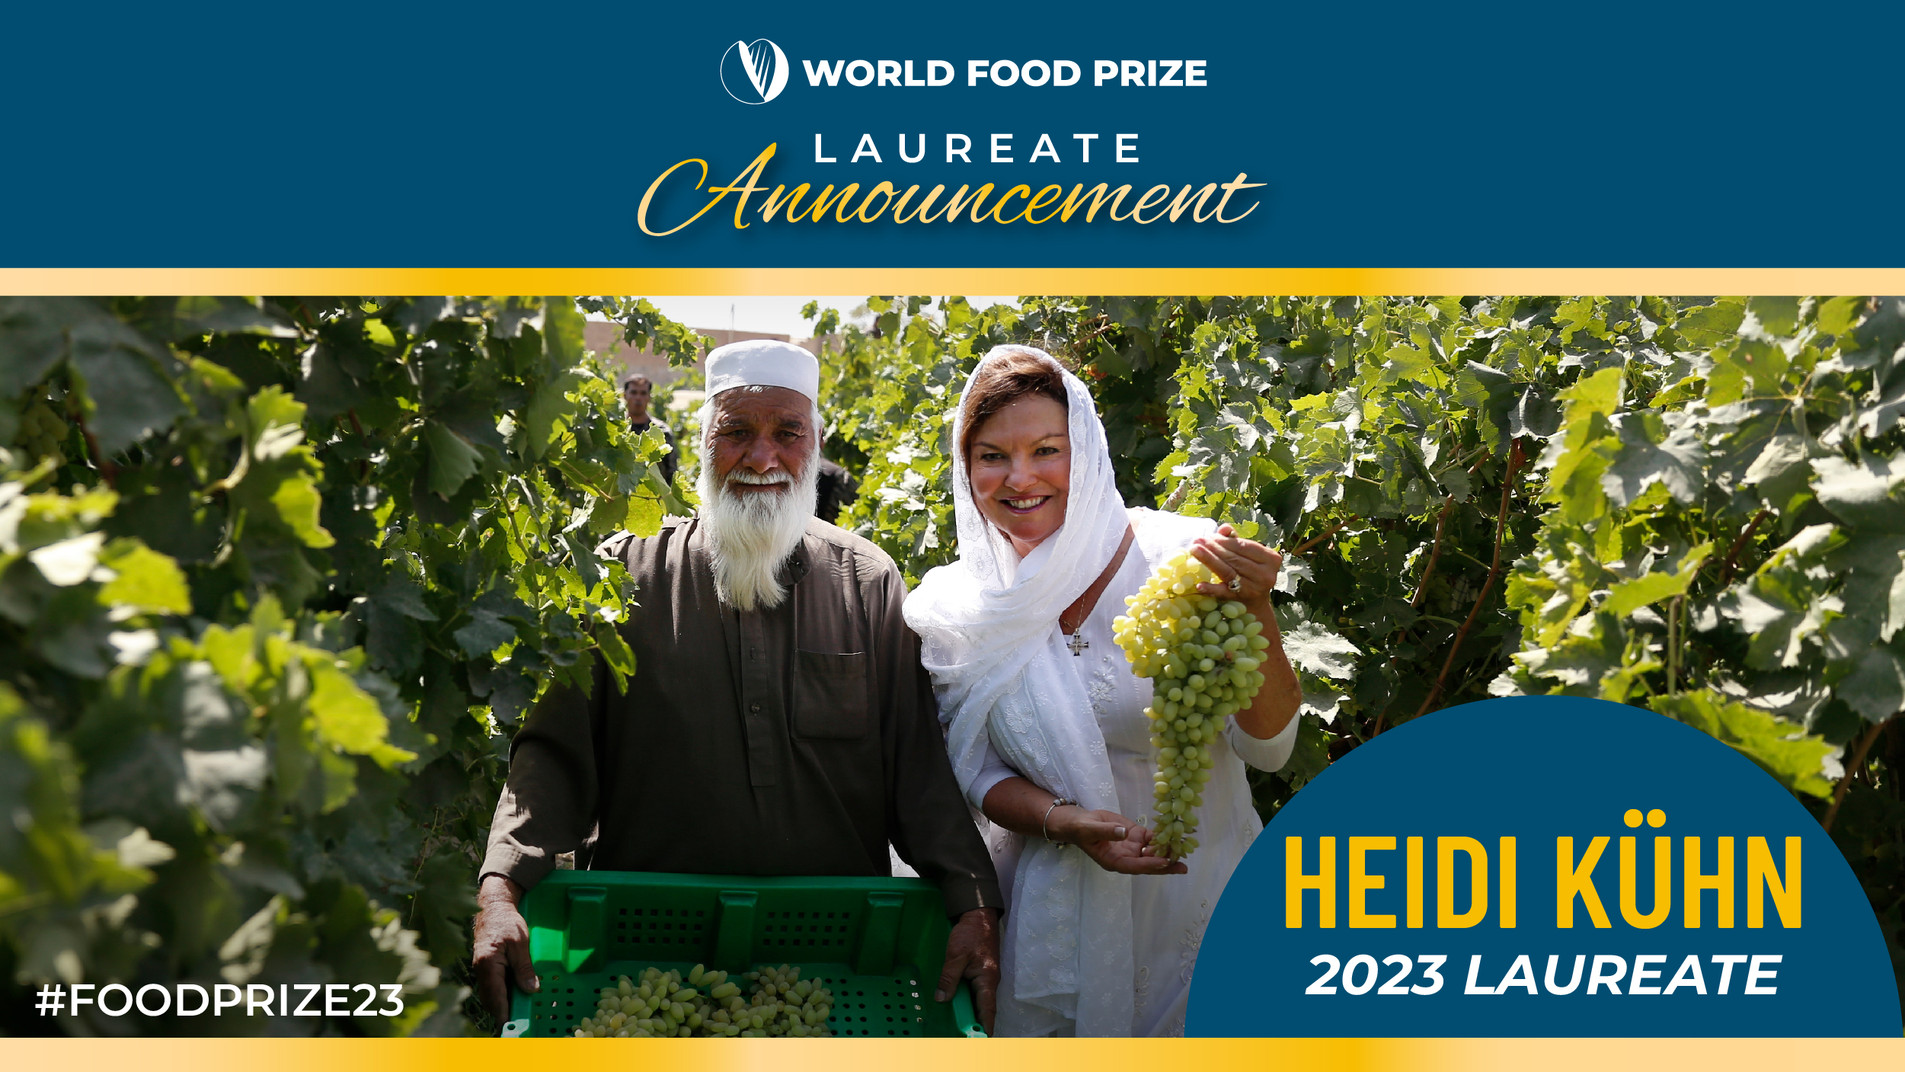 WORLD FOOD PRIZE
LAUREATE
Announcement
HEIDI KÜHN
2023 LAUREATE
#FOODPRIZE23